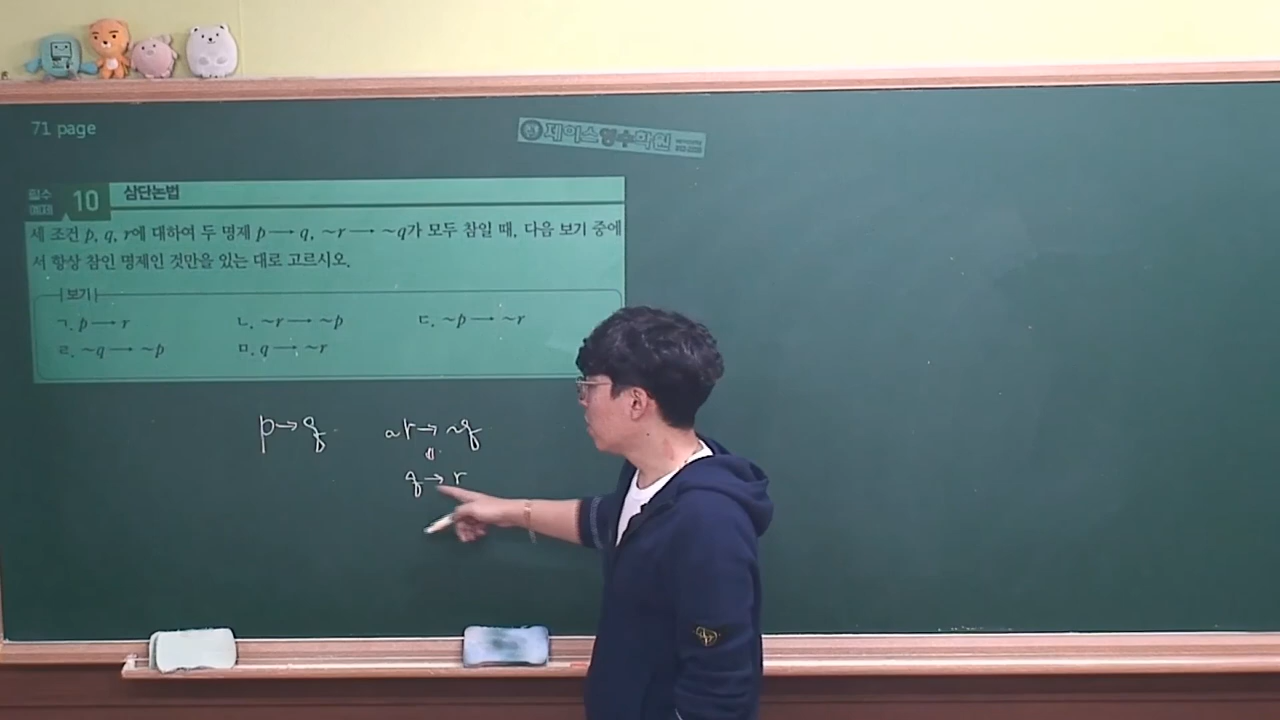 71 page
제이스영수학원
필수
예제 10 삼단논법
세 조건 p, q, r에 대하여 두 명제 p → q, ~r → ~q가 모두 참일 때, 다음 보기 중에
서 항상 참인 명제인 것만을 있는 대로 고르시오.
보기
ㄱ. p → r ㄴ. ~r → ~p ㄷ. ~p → ~r
ㄹ. ~q → ~p ㅁ. q → ~r
p → q ~r → ~q
q → r